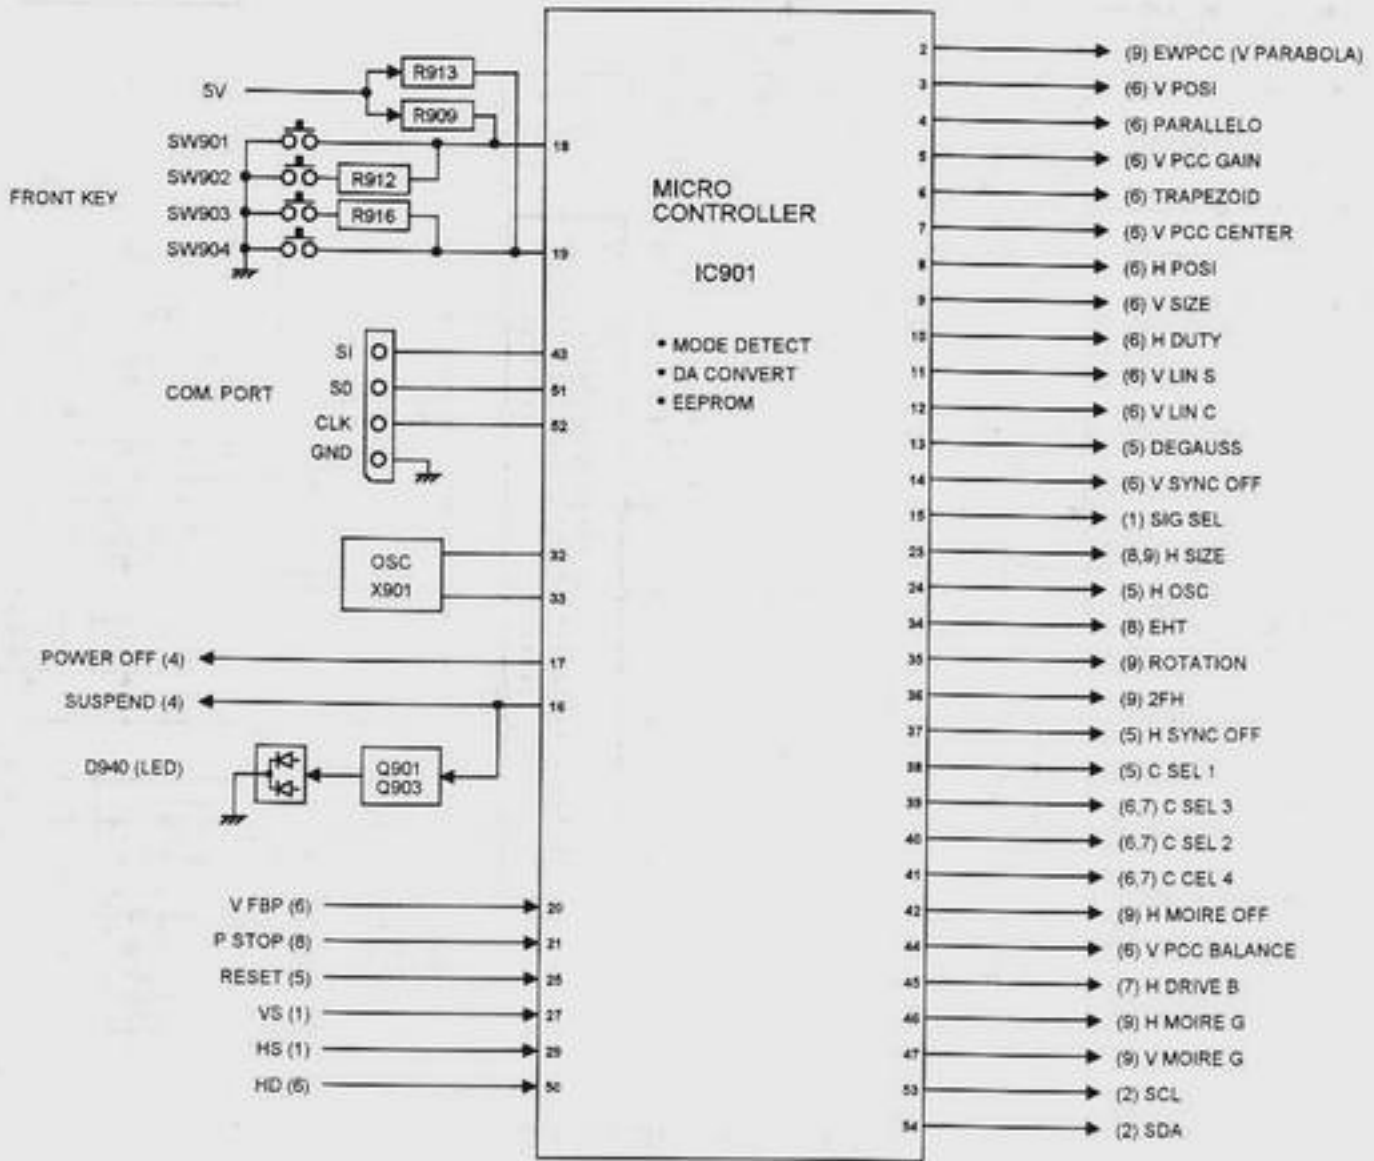 FRONT KEY
5V
R913
R909
SW901
SW902
R912
SW903
R916
SW904
18
19
COM. PORT
SI
S0
CLK
GND
43
51
52
OSC
X901
32
33
POWER OFF (4)
17
SUSPEND (4)
16
D940 (LED)
Q901
Q903
V FBP (6)
20
P STOP (8)
21
RESET (5)
25
VS (1)
27
HS (1)
29
HD (6)
50
MICRO
CONTROLLER
IC901
• MODE DETECT
• DA CONVERT
• EEPROM
2 (9) EWPCC (V PARABOLA)
3 (6) V POSI
4 (6) PARALLELO
5 (6) V PCC GAIN
6 (6) TRAPEZOID
7 (6) V PCC CENTER
8 (6) H POSI
9 (6) V SIZE
10 (6) H DUTY
11 (6) V LIN S
12 (6) V LIN C
13 (5) DEGAUSS
14 (6) V SYNC OFF
15 (1) SIG SEL
23 (8,9) H SIZE
24 (5) H OSC
34 (8) EHT
35 (9) ROTATION
36 (9) 2FH
37 (5) H SYNC OFF
38 (5) C SEL 1
39 (6,7) C SEL 3
40 (6,7) C SEL 2
41 (6,7) C CEL 4
42 (9) H MOIRE OFF
44 (6) V PCC BALANCE
45 (7) H DRIVE B
46 (9) H MOIRE G
47 (9) V MOIRE G
53 (2) SCL
54 (2) SDA